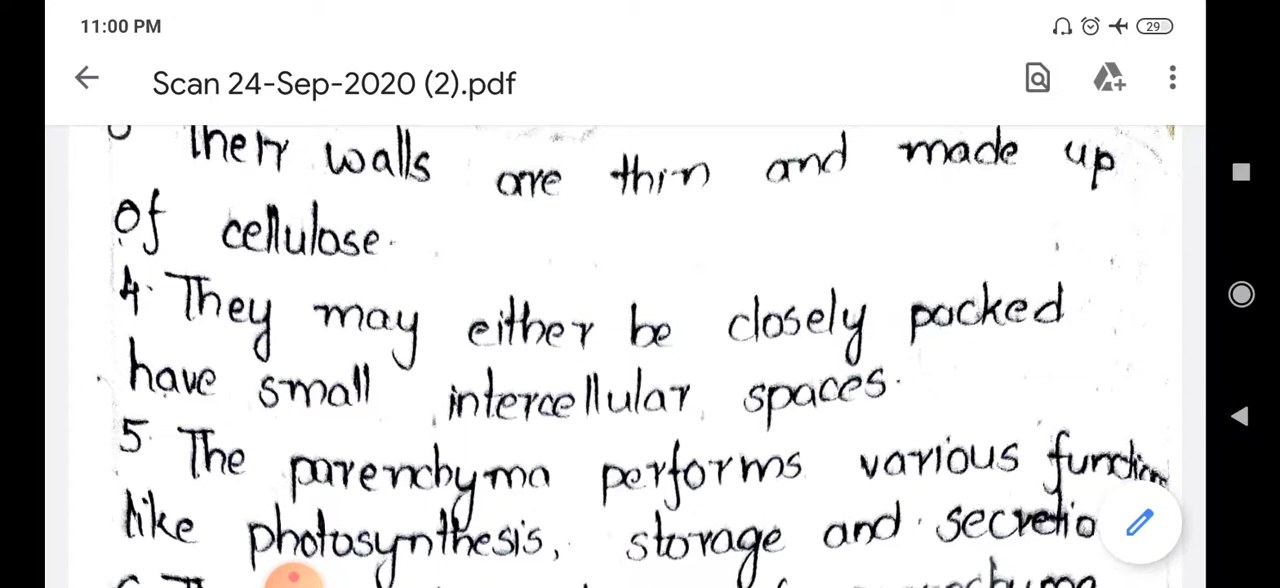 11:00 PM
29
Scan 24-Sep-2020 (2).pdf
Their walls are thin and made up
of cellulose.
4. They may either be closely packed
have small intercellular spaces.
5. The parenchyma performs various
like photosynthesis, storage and